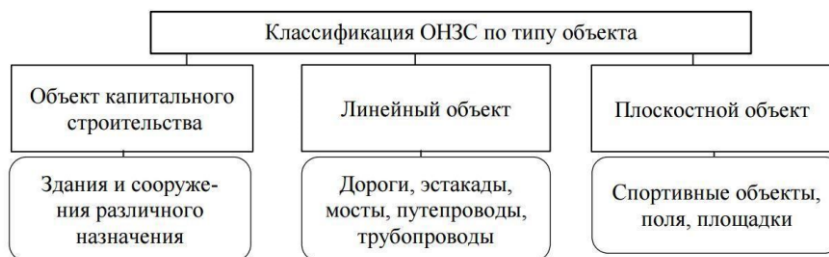 Классификация ОНЗС по типу объекта
Объект капитального
строительства
Линейный объект
Плоскостной объект
Здания и сооруже-
ния различного
назначения
Дороги, эстакады,
мосты, путепроводы,
трубопроводы
Спортивные объекты,
поля, площадки